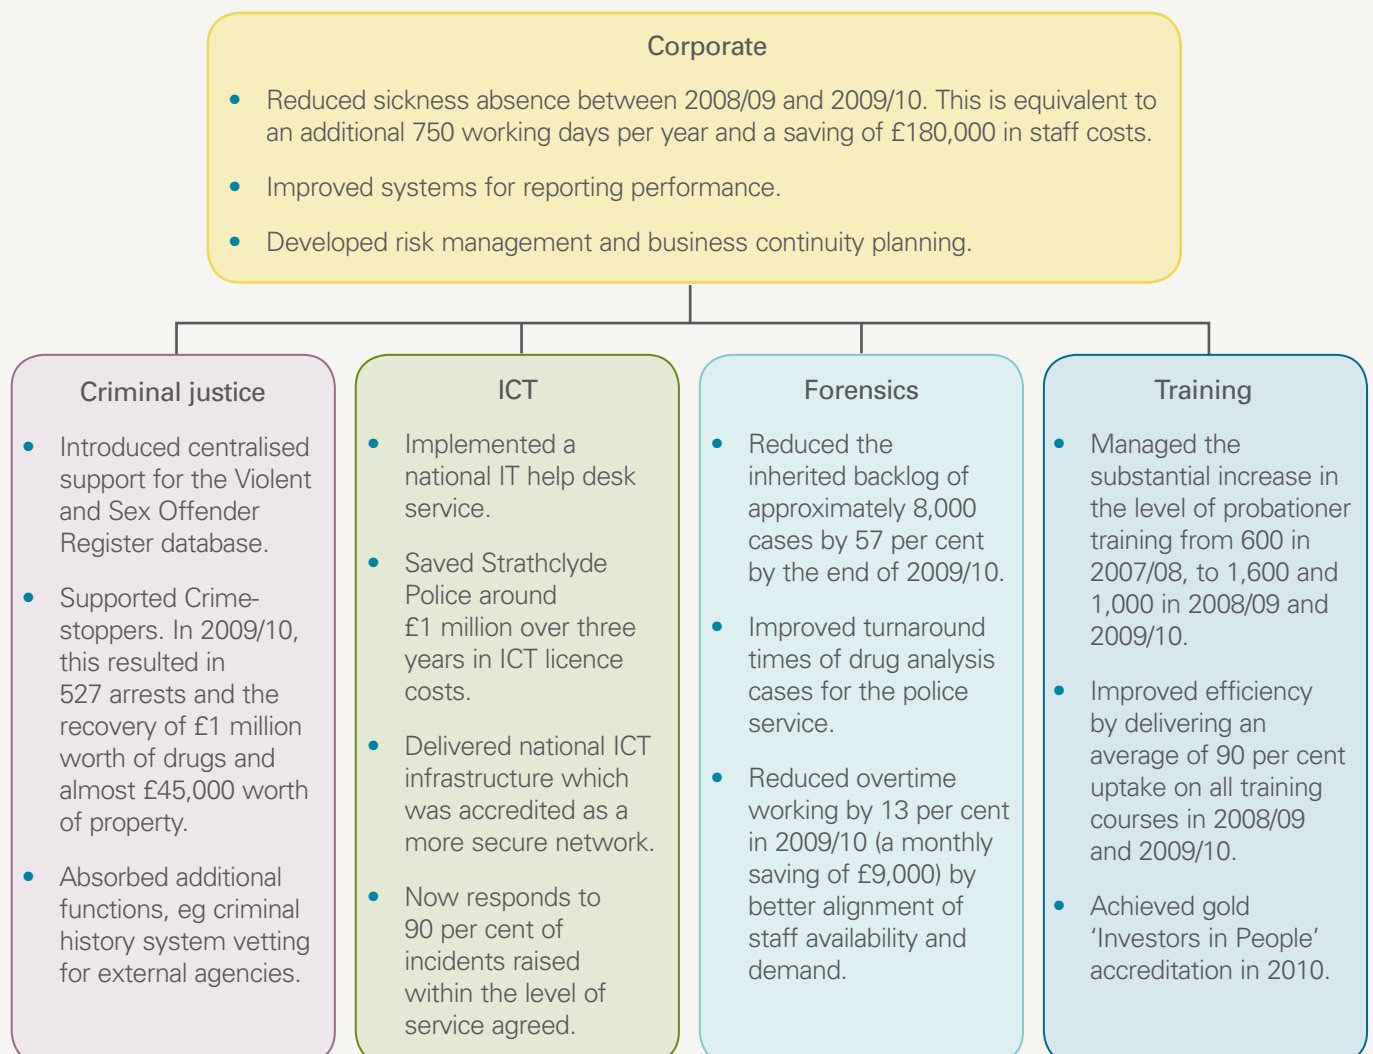 Corporate
• Reduced sickness absence between 2008/09 and 2009/10. This is equivalent to
an additional 750 working days per year and a saving of £180,000 in staff costs.
• Improved systems for reporting performance.
• Developed risk management and business continuity planning.
Criminal justice
• Introduced centralised
support for the Violent
and Sex Offender
Register database.
• Supported Crime-
stoppers. In 2009/10,
this resulted in
527 arrests and the
recovery of £1 million
worth of drugs and
almost £45,000 worth
of property.
• Absorbed additional
functions, eg criminal
history system vetting
for external agencies.
ICT
• Implemented a
national IT help desk
service.
• Saved Strathclyde
Police around
£1 million over three
years in ICT licence
costs.
• Delivered national ICT
infrastructure which
was accredited as a
more secure network.
• Now responds to
90 per cent of
incidents raised
within the level of
service agreed.
Forensics
• Reduced the
inherited backlog of
approximately 8,000
cases by 57 per cent
by the end of 2009/10.
• Improved turnaround
times of drug analysis
cases for the police
service.
• Reduced overtime
working by 13 per cent
in 2009/10 (a monthly
saving of £9,000) by
better alignment of
staff availability and
demand.
Training
• Managed the
substantial increase in
the level of probationer
training from 600 in
2007/08, to 1,600 and
1,000 in 2008/09 and
2009/10.
• Improved efficiency
by delivering an
average of 90 per cent
uptake on all training
courses in 2008/09
and 2009/10.
• Achieved gold
‘Investors in People’
accreditation in 2010.